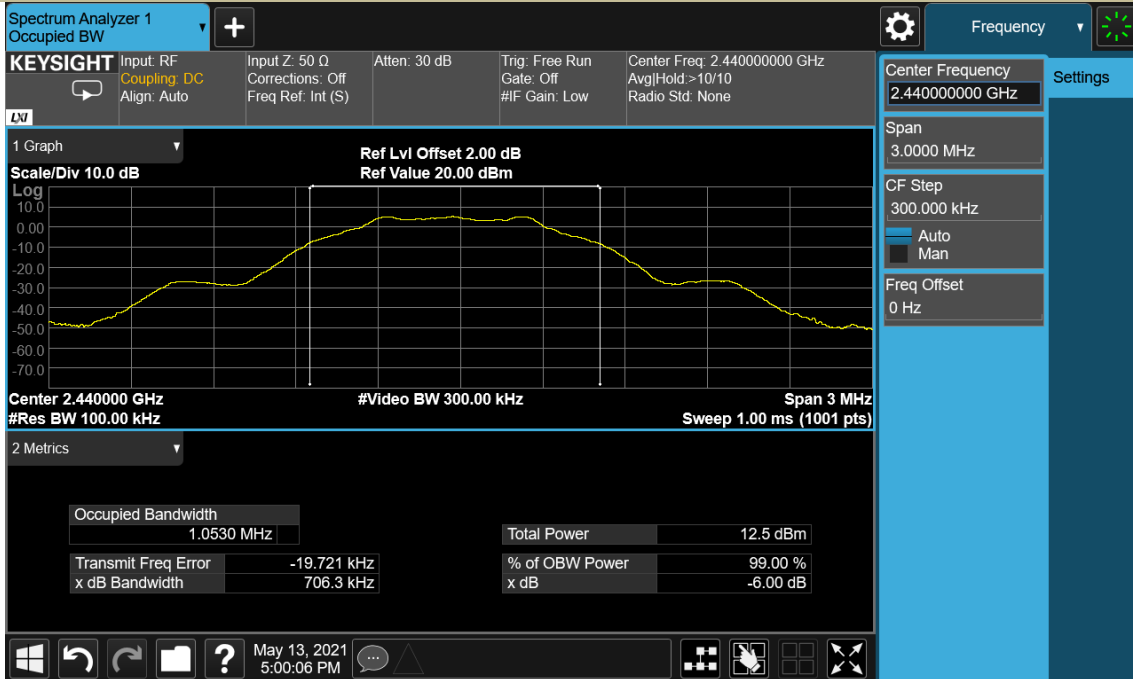 Spectrum Analyzer 1
Occupied BW
+
Frequency
KEYSIGHT
LXI
Input: RF
Coupling: DC
Align: Auto
Input Z: 50 Ω
Corrections: Off
Freq Ref: Int (S)
Atten: 30 dB
Trig: Free Run
Gate: Off
#IF Gain: Low
Center Freq: 2.440000000 GHz
Avg|Hold:>10/10
Radio Std: None
Center Frequency
2.440000000 GHz
Settings
Span
3.0000 MHz
CF Step
300.000 kHz
Auto
Man
Freq Offset
0 Hz
1 Graph
Scale/Div 10.0 dB
Ref Lvl Offset 2.00 dB
Ref Value 20.00 dBm
Log
10.0
0.00
-10.0
-20.0
-30.0
-40.0
-50.0
-60.0
-70.0
Center 2.440000 GHz
#Video BW 300.00 kHz
Span 3 MHz
#Res BW 100.00 kHz
Sweep 1.00 ms (1001 pts)
2 Metrics
Occupied Bandwidth
1.0530 MHz
Total Power 12.5 dBm
Transmit Freq Error -19.721 kHz
% of OBW Power 99.00 %
x dB Bandwidth 706.3 kHz
x dB -6.00 dB
?
May 13, 2021
5:00:06 PM